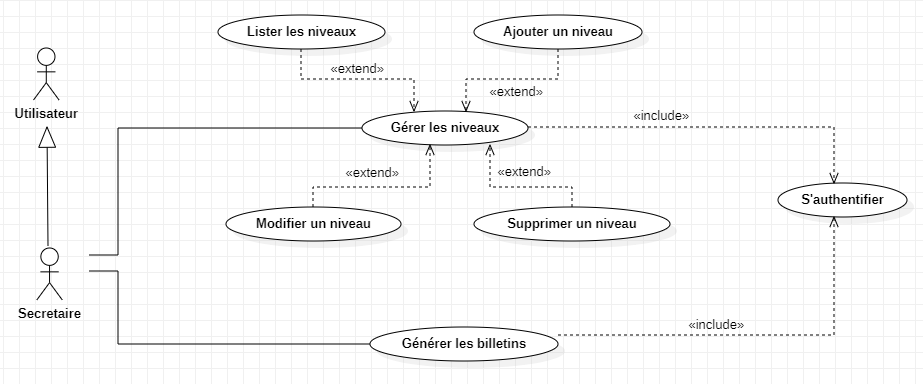 Lister les niveaux
Ajouter un niveau
«extend»
«extend»
Utilisateur
Gérer les niveaux
«include»
«extend»
«extend»
S'authentifier
Modifier un niveau
Supprimer un niveau
Secretaire
«include»
Générer les billetins